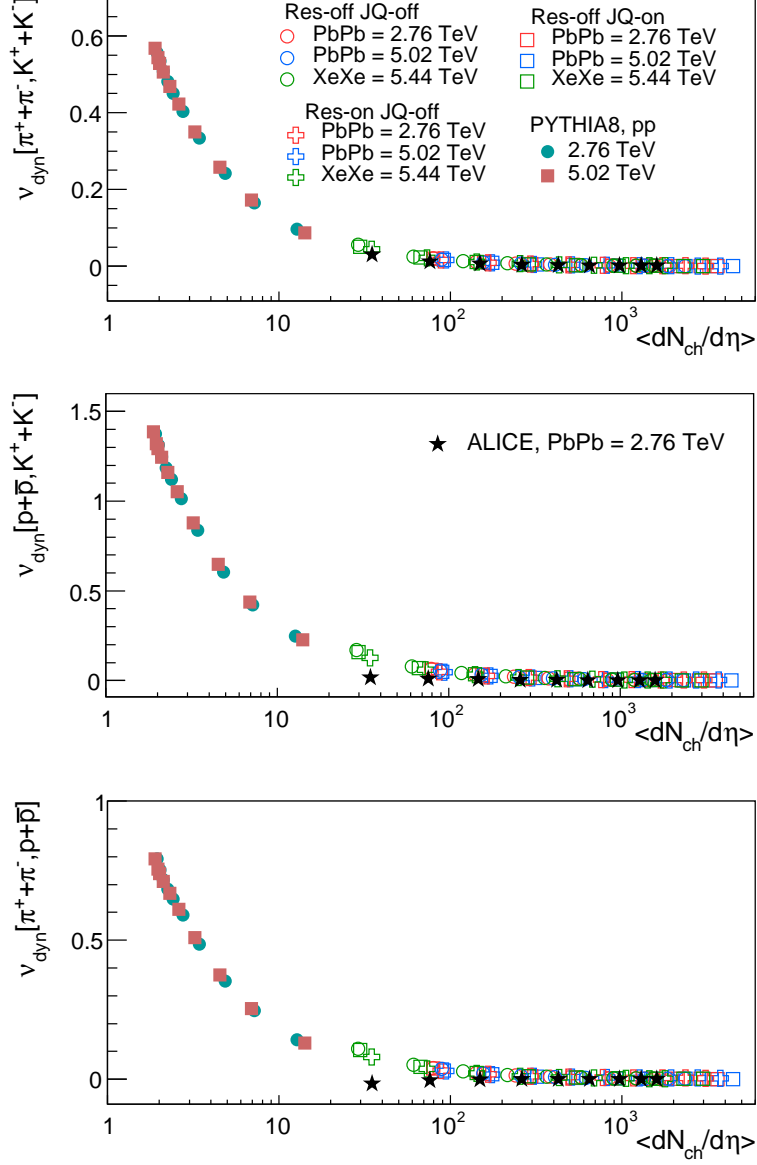 Res-off JQ-off
PbPb = 2.76 TeV
PbPb = 5.02 TeV
XeXe = 5.44 TeV
Res-off JQ-on
PbPb = 2.76 TeV
PbPb = 5.02 TeV
XeXe = 5.44 TeV
Res-on JQ-off
PbPb = 2.76 TeV
PbPb = 5.02 TeV
XeXe = 5.44 TeV
PYTHIA8, pp
2.76 TeV
5.02 TeV
ν_dyn[π⁺+π⁻,K⁺+K⁻]
0.6
0.4
0.2
0
1 10 10² 10³
<dN_ch/dη>
ALICE, PbPb = 2.76 TeV
ν_dyn[p+p̅,K⁺+K⁻]
1.5
1
0.5
0
1 10 10² 10³
<dN_ch/dη>
ν_dyn[π⁺+π⁻,p+p̅]
1
0.5
0
1 10 10² 10³
<dN_ch/dη>